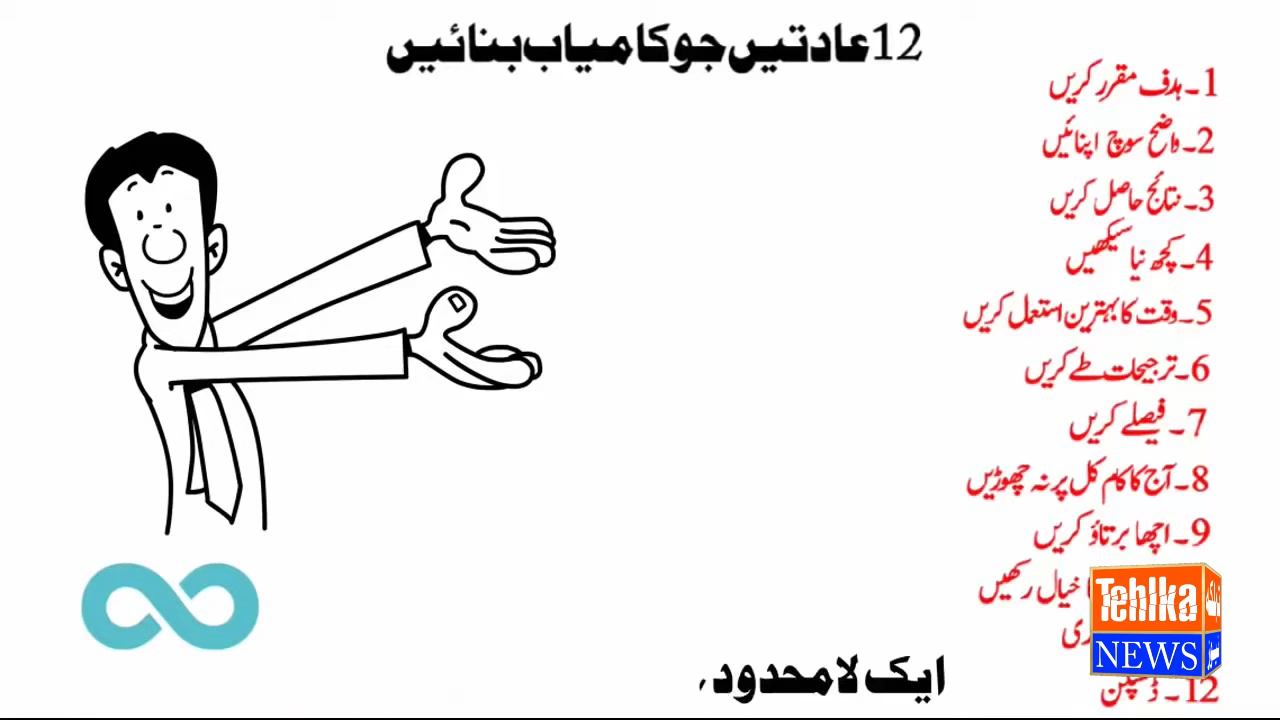 12عادتیں جو کامیاب بنائیں
1۔ہدف مقرر کریں
2۔واضح سوچ اپنائیں
3۔نتائج حاصل کریں
4۔کچھ نیا سیکھیں
5۔وقت کا بہترین استعمل کریں
6۔ترجیحات طے کریں
7۔فیصلے کریں
8۔آج کا کام کل پر نہ چھوڑیں
9۔اچھا برتاؤ کریں
خیال رکھیں
12۔ڈسپلن
Tehlka
NEWS
ایک لامحدود،